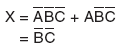 X = A̅B̅C̅ + AB̅C̅
= B̅C̅